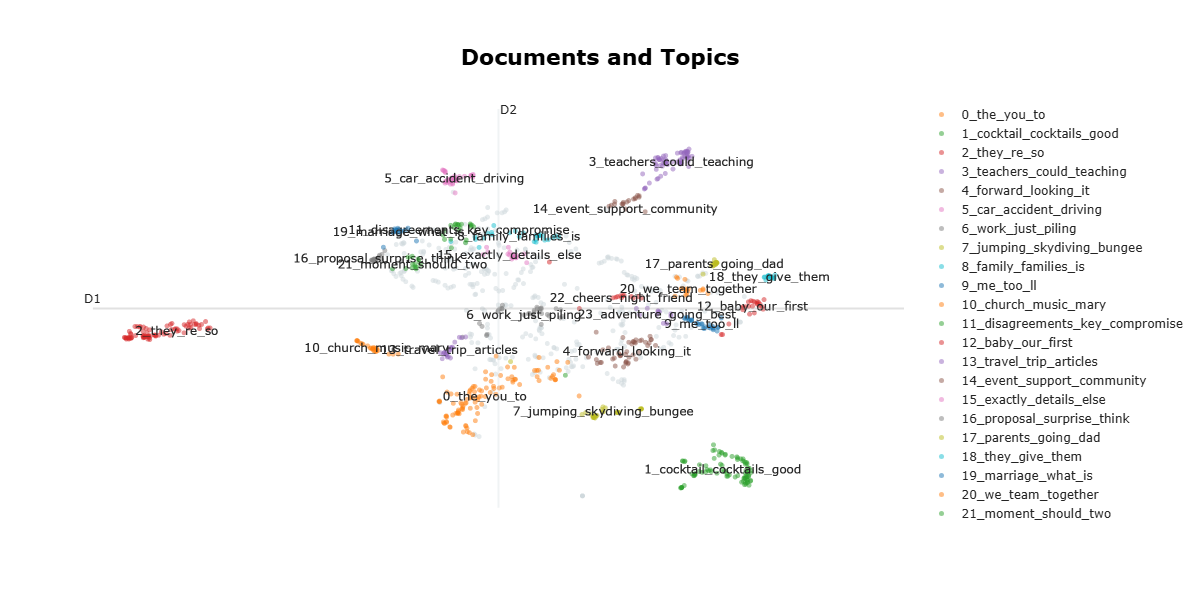 Documents and Topics
D2
D1
3_teachers_could_teaching
5_car_accident_driving
14_event_support_community
19_marriage_what_is
11_disagreements_key_compromise
8_family_families_is
15_exactly_details_else
16_proposal_surprise_think
21_moment_should_two
17_parents_going_dad
18_they_give_them
20_we_team_together
22_cheers_night_friend
12_baby_our_first
6_work_just_piling
23_adventure_going_best
9_me_too_ll
2_they_re_so
10_church_music_mary
13_travel_trip_articles
4_forward_looking_it
0_the_you_to
7_jumping_skydiving_bungee
1_cocktail_cocktails_good
0_the_you_to
1_cocktail_cocktails_good
2_they_re_so
3_teachers_could_teaching
4_forward_looking_it
5_car_accident_driving
6_work_just_piling
7_jumping_skydiving_bungee
8_family_families_is
9_me_too_ll
10_church_music_mary
11_disagreements_key_compromise
12_baby_our_first
13_travel_trip_articles
14_event_support_community
15_exactly_details_else
16_proposal_surprise_think
17_parents_going_dad
18_they_give_them
19_marriage_what_is
20_we_team_together
21_moment_should_two